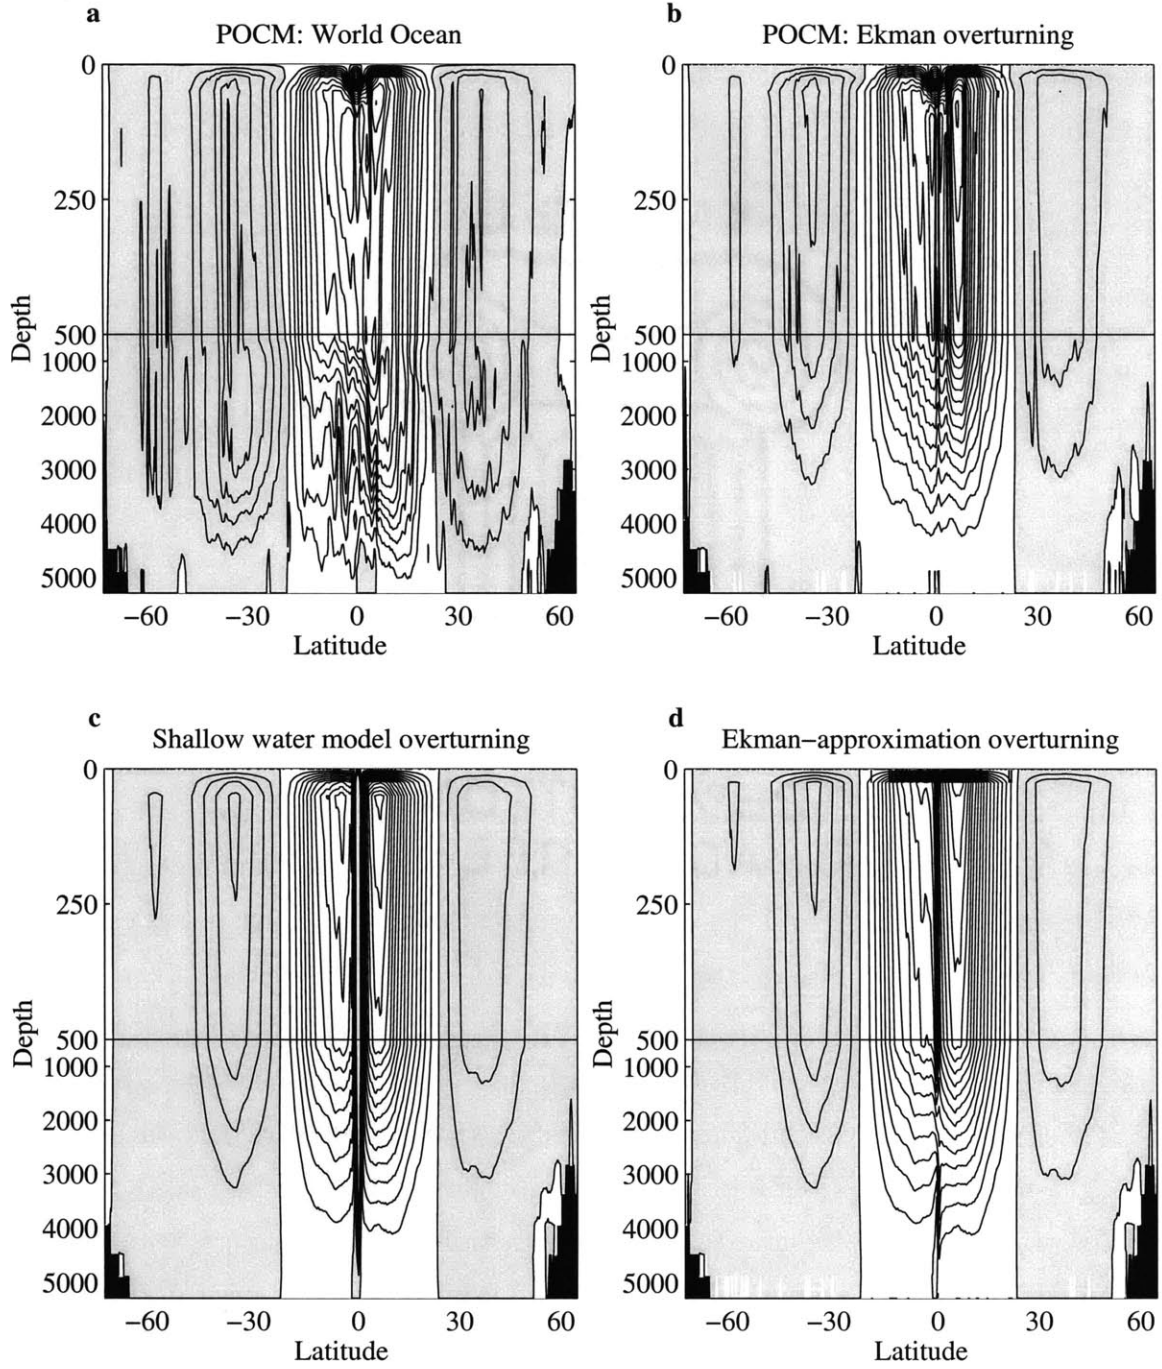 a
POCM: World Ocean
0
250
500
1000
2000
3000
4000
5000
Depth
−60 −30 0 30 60
Latitude
b
POCM: Ekman overturning
0
250
500
1000
2000
3000
4000
5000
Depth
−60 −30 0 30 60
Latitude
c
Shallow water model overturning
0
250
500
1000
2000
3000
4000
5000
Depth
−60 −30 0 30 60
Latitude
d
Ekman−approximation overturning
0
250
500
1000
2000
3000
4000
5000
Depth
−60 −30 0 30 60
Latitude